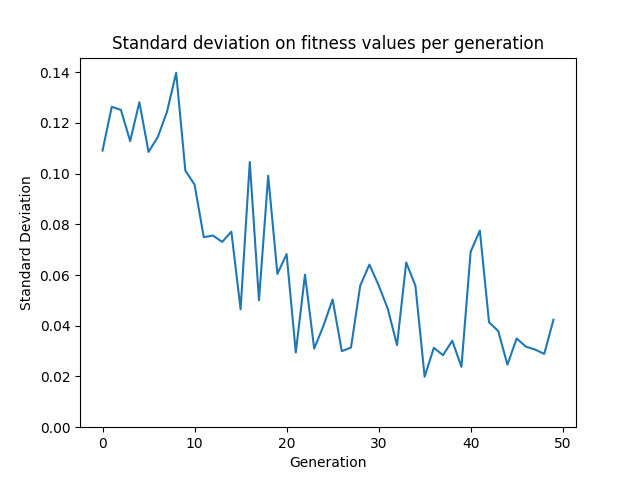 Standard deviation on fitness values per generation
0.14
0.12
0.10
0.08
0.06
0.04
0.02
0.00
Standard Deviation
0 10 20 30 40 50
Generation